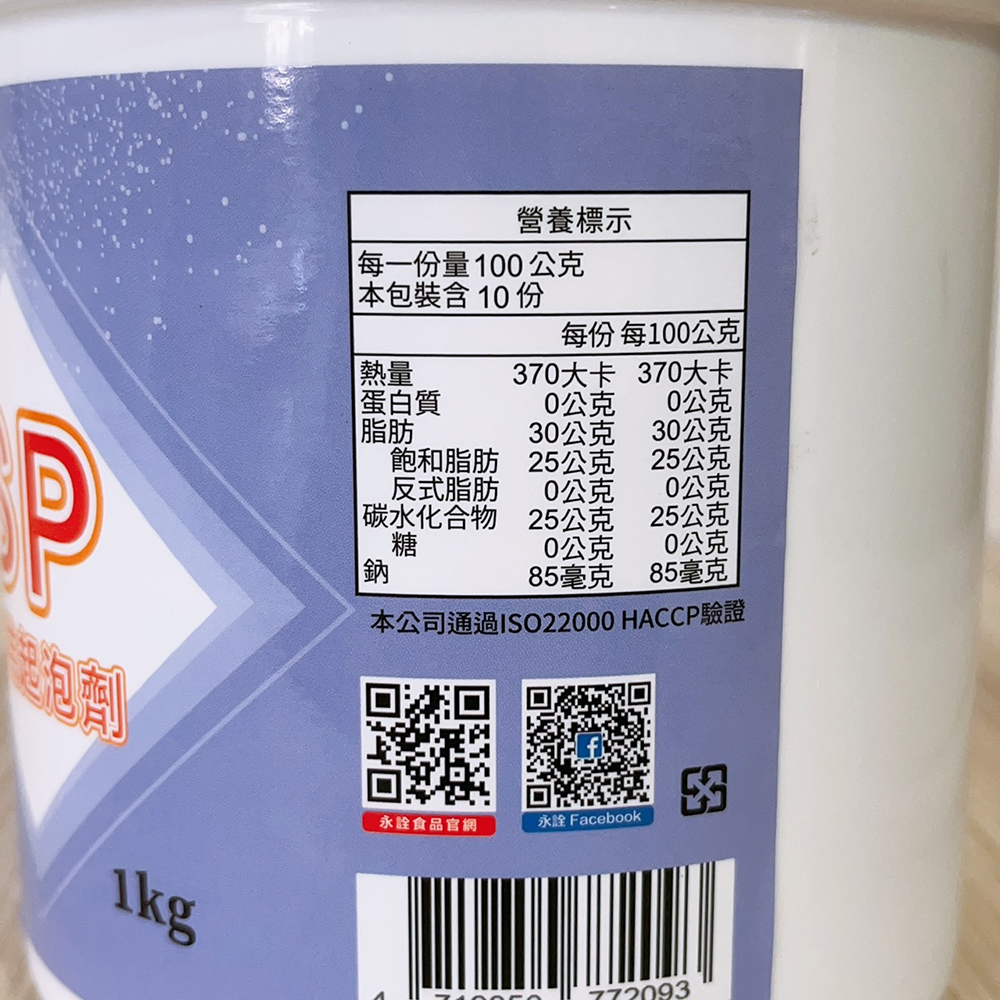 營養標示
每一份量 100 公克
本包裝含 10 份
每份 每100公克
熱量 370大卡 370大卡
蛋白質 0公克 0公克
脂肪 30公克 30公克
飽和脂肪 25公克 25公克
反式脂肪 0公克 0公克
碳水化合物 25公克 25公克
糖 0公克 0公克
鈉 85毫克 85毫克
本公司通過ISO22000 HACCP驗證
SP
起泡劑
永詮食品官網
永詮 Facebook
1kg
772093